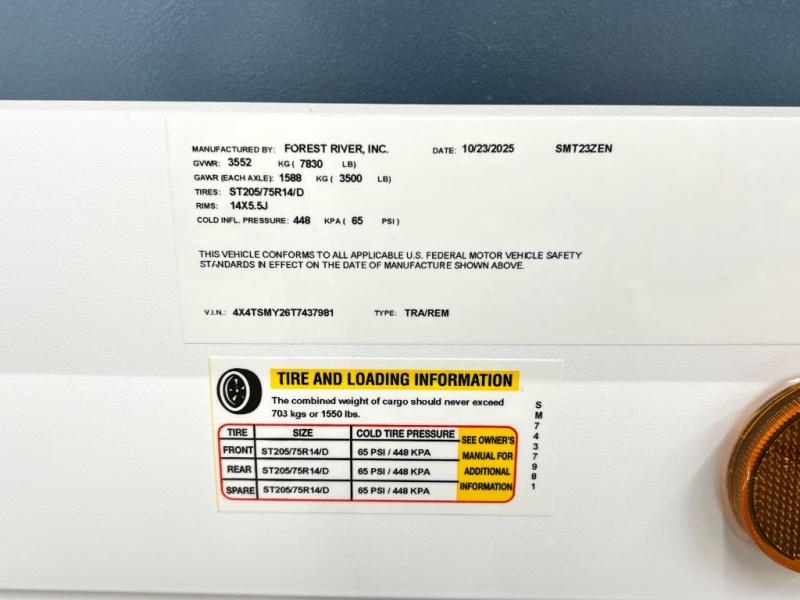 MANUFACTURED BY: FOREST RIVER, INC. DATE: 10/23/2025 SMT23ZEN
GVWR: 3552 KG ( 7830 LB)
GAWR (EACH AXLE): 1588 KG ( 3500 LB)
TIRES: ST205/75R14/D
RIMS: 14X5.5J
COLD INFL. PRESSURE: 448 KPA ( 65 PSI )
THIS VEHICLE CONFORMS TO ALL APPLICABLE U.S. FEDERAL MOTOR VEHICLE SAFETY
STANDARDS IN EFFECT ON THE DATE OF MANUFACTURE SHOWN ABOVE.
V.I.N.: 4X4TSMY26T7437981 TYPE: TRA/REM
TIRE AND LOADING INFORMATION
The combined weight of cargo should never exceed
703 kgs or 1550 lbs.
TIRE SIZE COLD TIRE PRESSURE
FRONT ST205/75R14/D 65 PSI / 448 KPA
REAR ST205/75R14/D 65 PSI / 448 KPA
SPARE ST205/75R14/D 65 PSI / 448 KPA
SEE OWNER'S
MANUAL FOR
ADDITIONAL
INFORMATION
SM7437981